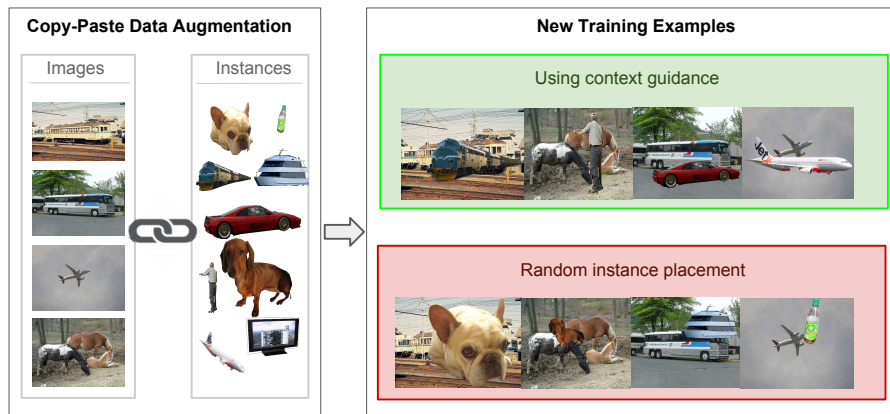 Copy-Paste Data Augmentation
Images
Instances
New Training Examples
Using context guidance
Random instance placement